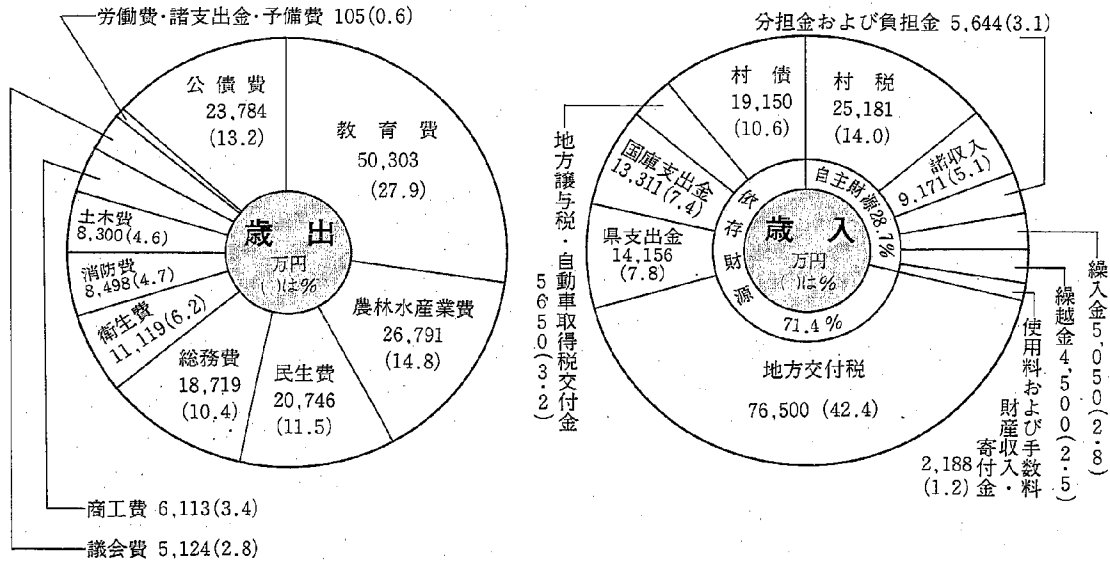 労働費・諸支出金・予備費 105(0.6)
公債費
23,784
(13.2)
教育費
50,303
(27.9)
土木費
8,300(4.6)
消防費
8,498(4.7)
衛生費
11,119(6.2)
総務費
18,719
(10.4)
民生費
20,746
(11.5)
農林水産業費
26,791
(14.8)
歳出
万円
( )は%
商工費 6,113(3.4)
議会費 5,124(2.8)
分担金および負担金 5,644(3.1)
村債
19,150
(10.6)
村税
25,181
(14.0)
諸収入
9,171(5.1)
国庫支出金
13,311(7.4)
県支出金
14,156
(7.8)
地方譲与税・自動車取得税交付金
5650(3・2)
自主財源28.7%
依存財源
71.4%
歳入
万円
( )は%
地方交付税
76,500 (42.4)
繰入金5,050(2・8)
繰越金4,500(2・5)
使用料および手数料
財産収入・
寄付金
2,188
(1.2)